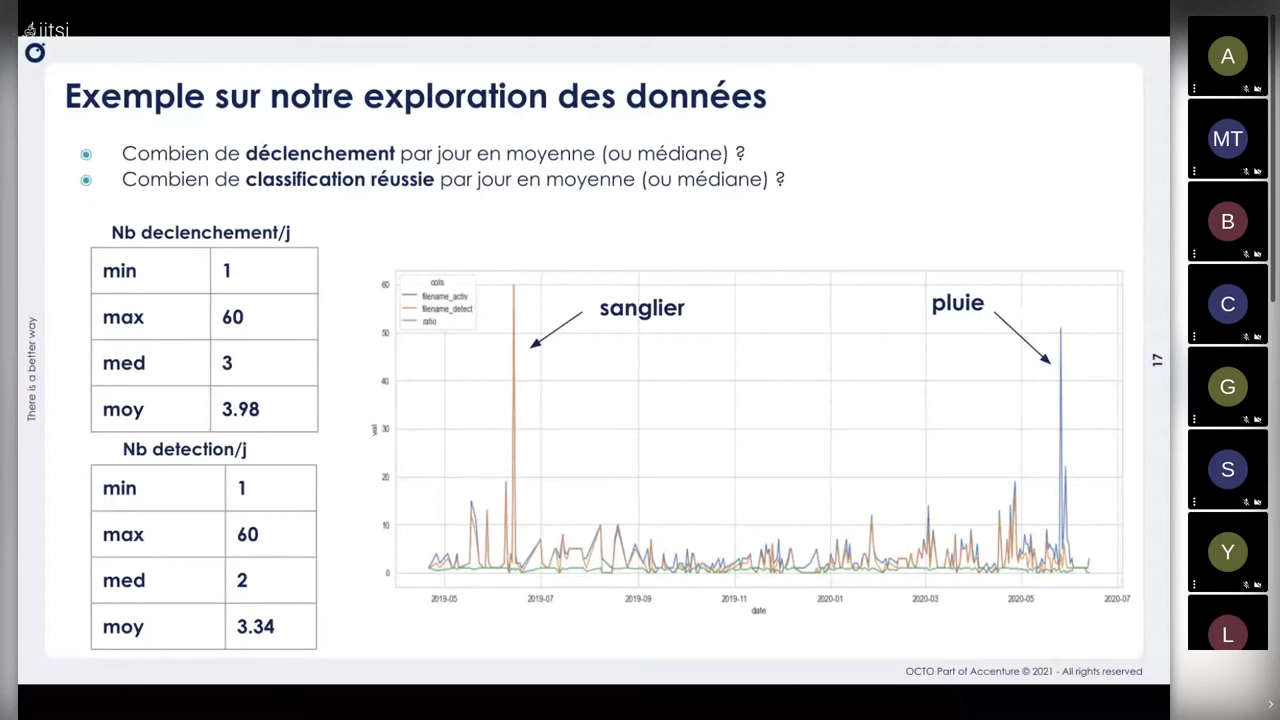 jitsi
Exemple sur notre exploration des données
Combien de déclenchement par jour en moyenne (ou médiane) ?
Combien de classification réussie par jour en moyenne (ou médiane) ?
Nb declenchement/j
min 1
max 60
med 3
moy 3.98
Nb detection/j
min 1
max 60
med 2
moy 3.34
cols
filename_activ
filename_detect
ratio
sanglier
pluie
60
50
40
30
20
10
0
val
2019-05 2019-07 2019-09 2019-11 2020-01 2020-03 2020-05 2020-07
date
There is a better way
17
OCTO Part of Accenture © 2021 - All rights reserved
A
MT
B
C
G
S
Y
L